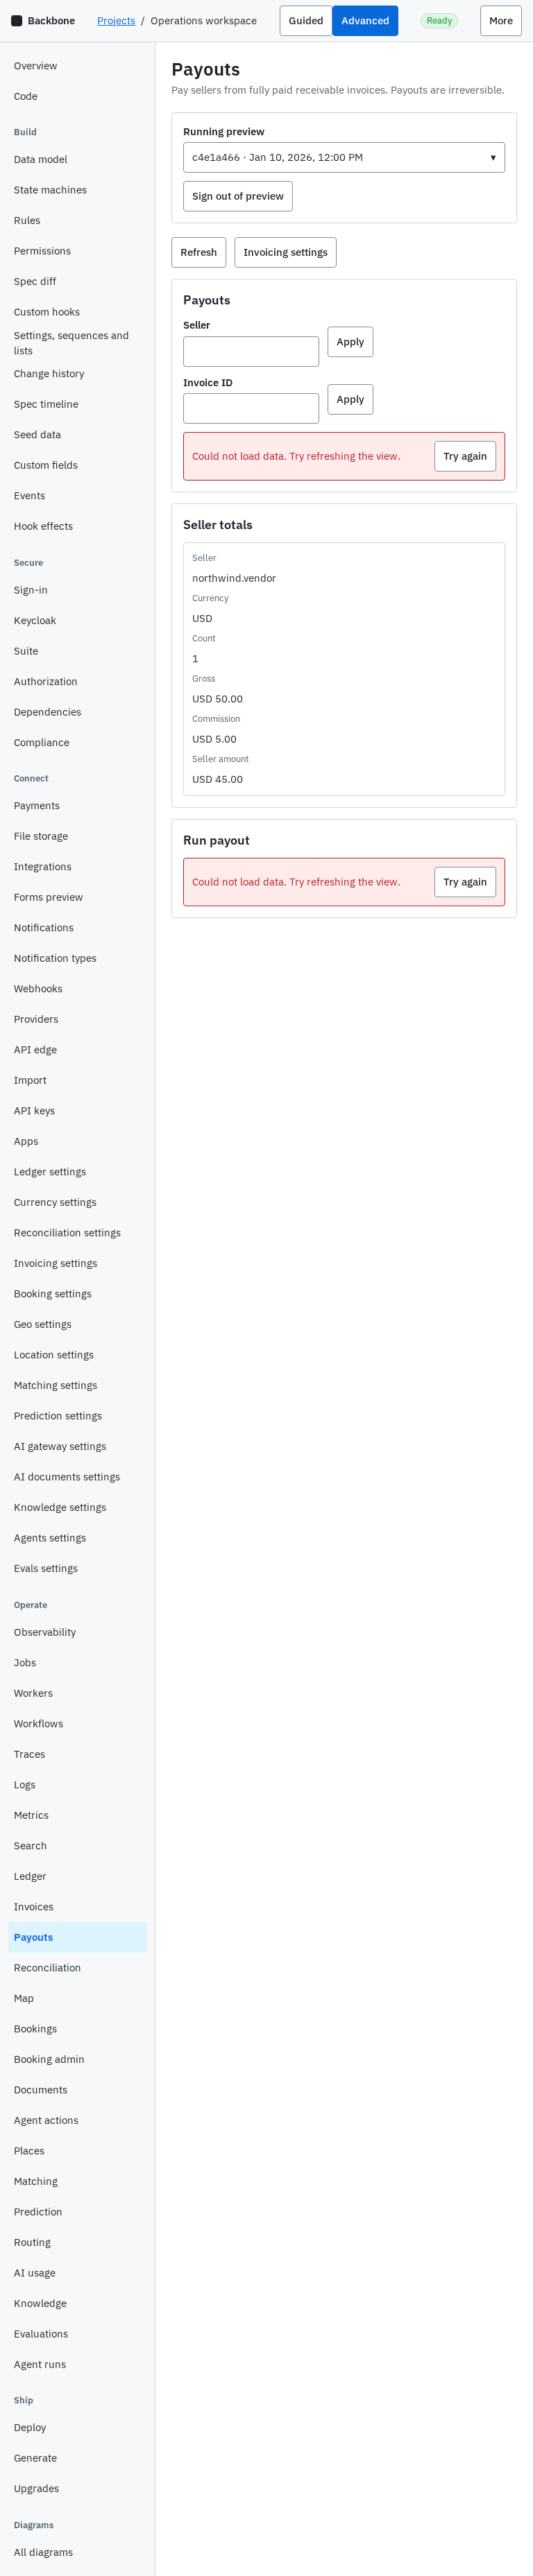 Backbone
Projects / Operations workspace
Guided
Advanced
Ready
More
Overview
Code
Build
Data model
State machines
Rules
Permissions
Spec diff
Custom hooks
Settings, sequences and
lists
Change history
Spec timeline
Seed data
Custom fields
Events
Hook effects
Secure
Sign-in
Keycloak
Suite
Authorization
Dependencies
Compliance
Connect
Payments
File storage
Integrations
Forms preview
Notifications
Notification types
Webhooks
Providers
API edge
Import
API keys
Apps
Ledger settings
Currency settings
Reconciliation settings
Invoicing settings
Booking settings
Geo settings
Location settings
Matching settings
Prediction settings
AI gateway settings
AI documents settings
Knowledge settings
Agents settings
Evals settings
Operate
Observability
Jobs
Workers
Workflows
Traces
Logs
Metrics
Search
Ledger
Invoices
Payouts
Reconciliation
Map
Bookings
Booking admin
Documents
Agent actions
Places
Matching
Prediction
Routing
AI usage
Knowledge
Evaluations
Agent runs
Ship
Deploy
Generate
Upgrades
Diagrams
All diagrams
Payouts
Pay sellers from fully paid receivable invoices. Payouts are irreversible.
Running preview
c4e1a466 · Jan 10, 2026, 12:00 PM
Sign out of preview
Refresh
Invoicing settings
Payouts
Seller
Apply
Invoice ID
Apply
Could not load data. Try refreshing the view.
Try again
Seller totals
Seller
northwind.vendor
Currency
USD
Count
1
Gross
USD 50.00
Commission
USD 5.00
Seller amount
USD 45.00
Run payout
Could not load data. Try refreshing the view.
Try again